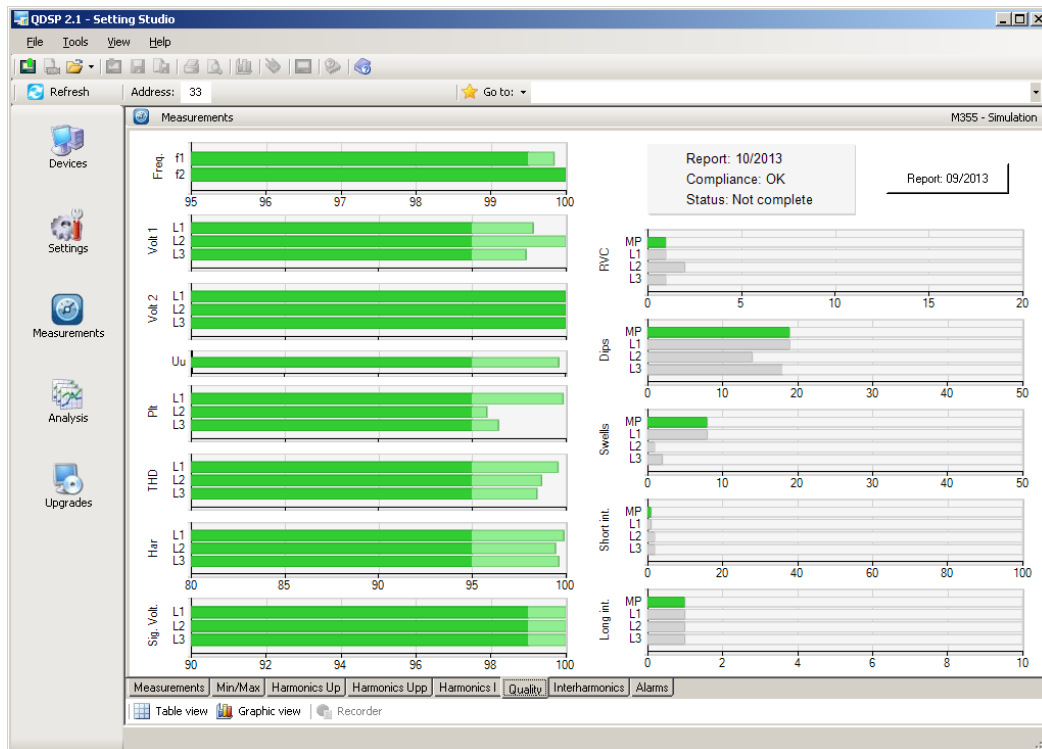 QDSP 2.1 - Setting Studio
File Tools View Help
Refresh Address: 33 Go to:
Measurements M355 - Simulation
Devices
Settings
Measurements
Analysis
Upgrades
Freq.
f1
f2
95 96 97 98 99 100
Volt 1
L1
L2
L3
Volt 2
L1
L2
L3
Uu
Plt
L1
L2
L3
THD
L1
L2
L3
Har
L1
L2
L3
80 85 90 95 100
Sig. Volt.
L1
L2
L3
90 92 94 96 98 100
Report: 10/2013
Compliance: OK
Status: Not complete
Report: 09/2013
RVC
MP
L1
L2
L3
0 5 10 15 20
Dips
MP
L1
L2
L3
0 10 20 30 40 50
Swells
MP
L1
L2
L3
0 10 20 30 40 50
Short int.
MP
L1
L2
L3
0 20 40 60 80 100
Long int.
MP
L1
L2
L3
0 2 4 6 8 10
Measurements Min/Max Harmonics Up Harmonics Upp Harmonics I Quality Interharmonics Alarms
Table view Graphic view Recorder